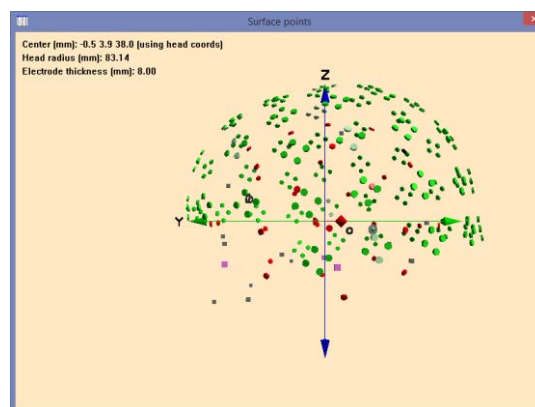 Surface points
Center (mm): -0.5 3.9 38.0 (using head coords)
Head radius (mm): 83.14
Electrode thickness (mm): 8.00
Z
Y